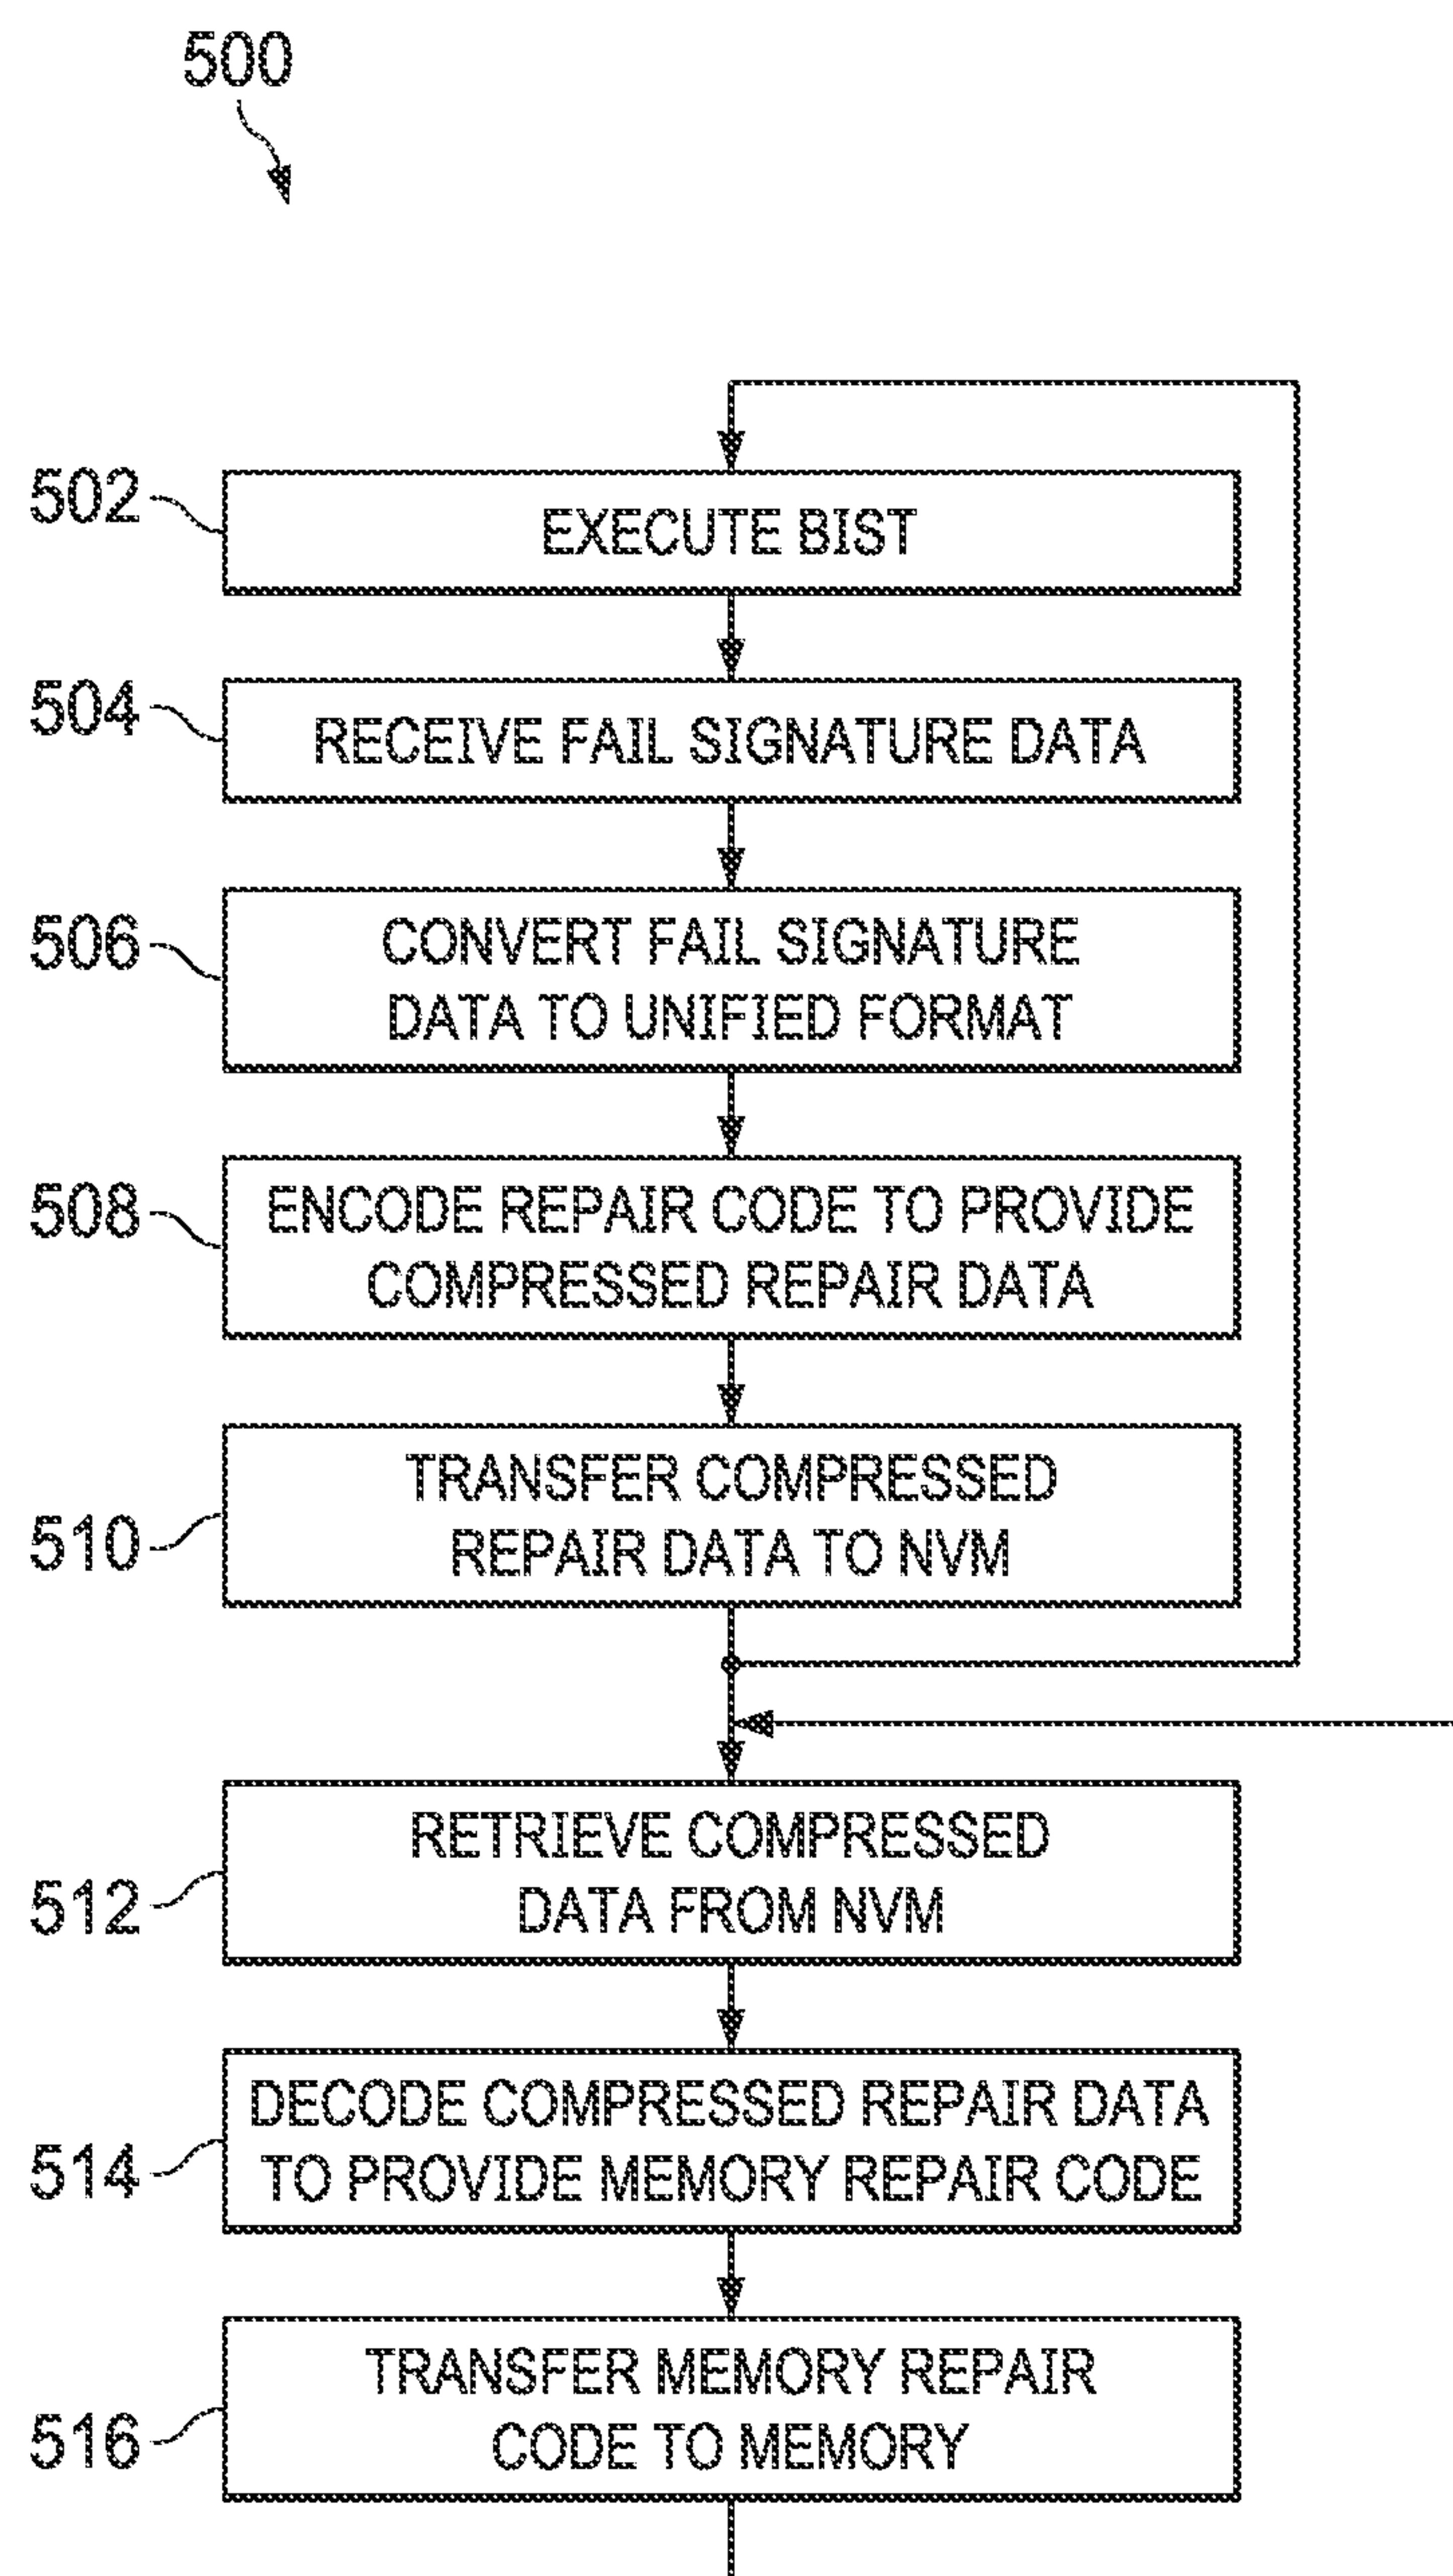 500
502
EXECUTE BIST
504
RECEIVE FAIL SIGNATURE DATA
506
CONVERT FAIL SIGNATURE
DATA TO UNIFIED FORMAT
508
ENCODE REPAIR CODE TO PROVIDE
COMPRESSED REPAIR DATA
510
TRANSFER COMPRESSED
REPAIR DATA TO NVM
512
RETRIEVE COMPRESSED
DATA FROM NVM
514
DECODE COMPRESSED REPAIR DATA
TO PROVIDE MEMORY REPAIR CODE
516
TRANSFER MEMORY REPAIR
CODE TO MEMORY